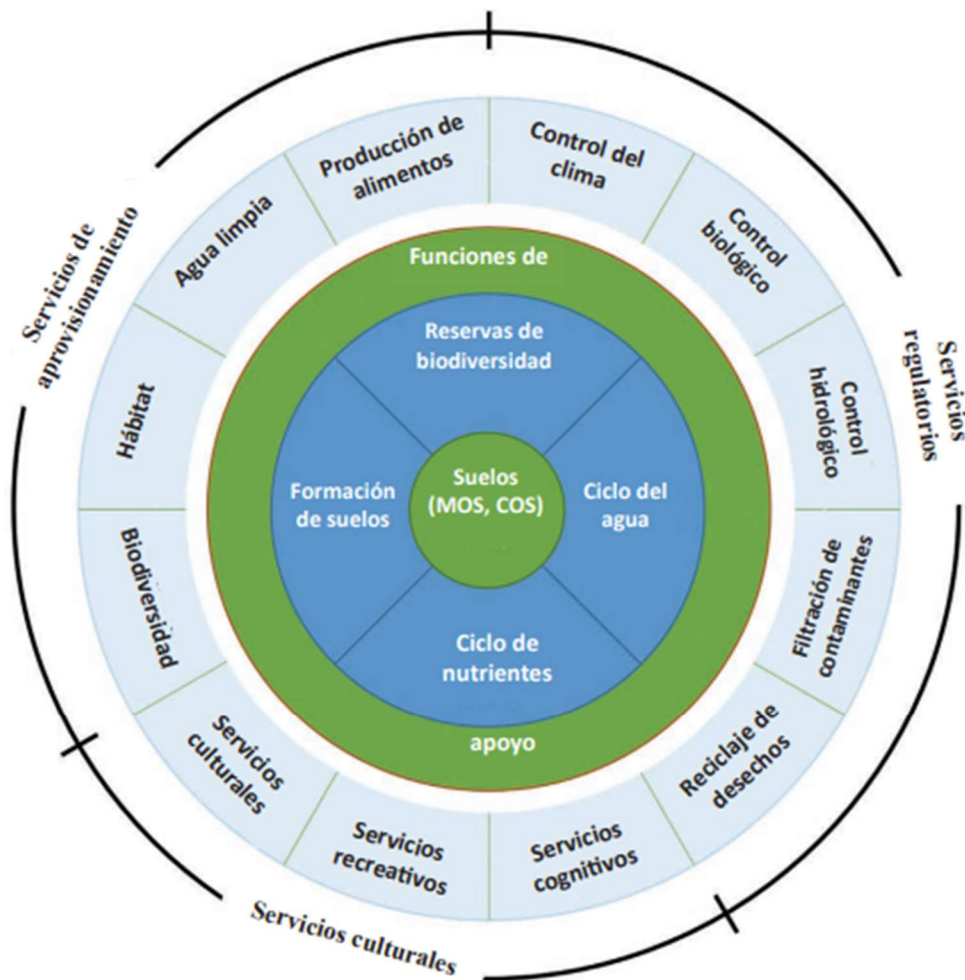 Producción de
alimentos
Control del
clima
Control
biológico
Control
hidrológico
Filtración de
contaminantes
Reciclaje de
desechos
Servicios
cognitivos
Servicios
recreativos
Servicios
culturales
Biodiversidad
Hábitat
Agua limpia
Servicios de
aprovisionamiento
Servicios
regulatorios
Servicios culturales
Funciones de
apoyo
Reservas de
biodiversidad
Formación
de suelos
Suelos
(MOS, COS)
Ciclo del
agua
Ciclo de
nutrientes